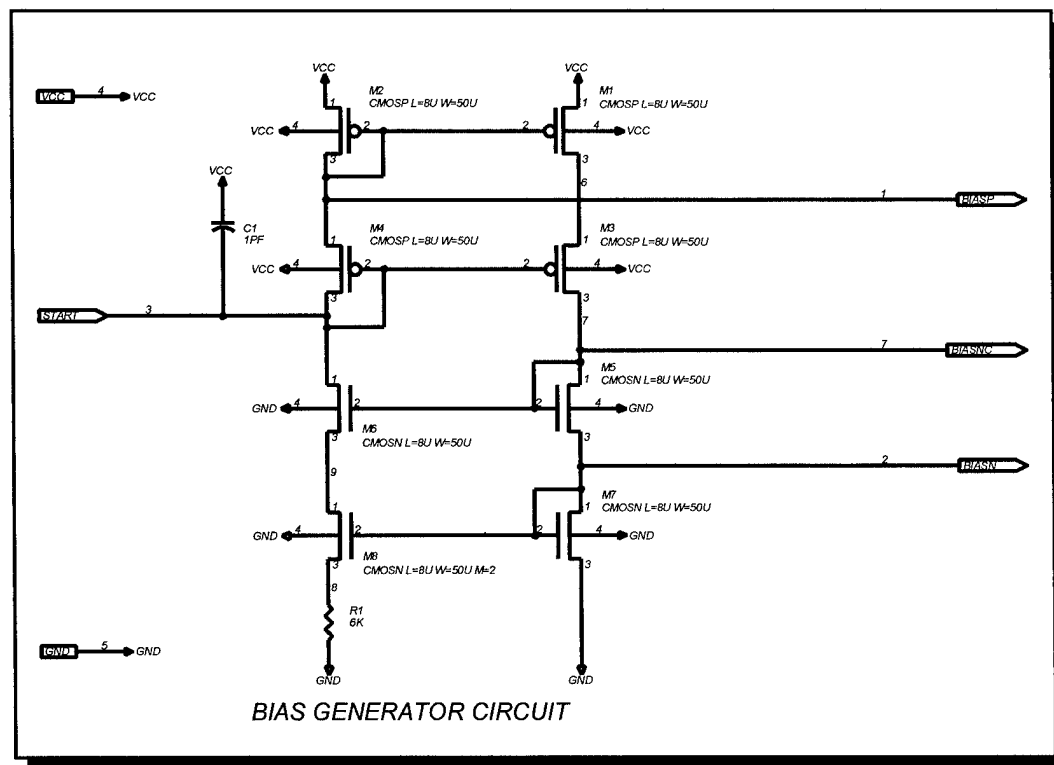 VCC
4
VCC
VCC
M2
CMOSP L=8U W=50U
VCC
M1
CMOSP L=8U W=50U
1
1
VCC
4
2
2
4
VCC
3
3
VCC
6
1
BIASP
C1
1PF
1
M4
CMOSP L=8U W=50U
1
M3
CMOSP L=8U W=50U
VCC
4
2
2
4
VCC
3
3
START
3
7
7
BIASNC
M5
CMOSN L=8U W=50U
1
1
GND
4
2
2
4
GND
M6
CMOSN L=8U W=50U
3
3
9
2
BIASN
M7
CMOSN L=8U W=50U
1
1
GND
4
2
2
4
GND
M8
CMOSN L=8U W=50U M=2
3
3
8
R1
6K
GND
5
GND
GND
GND
BIAS GENERATOR CIRCUIT